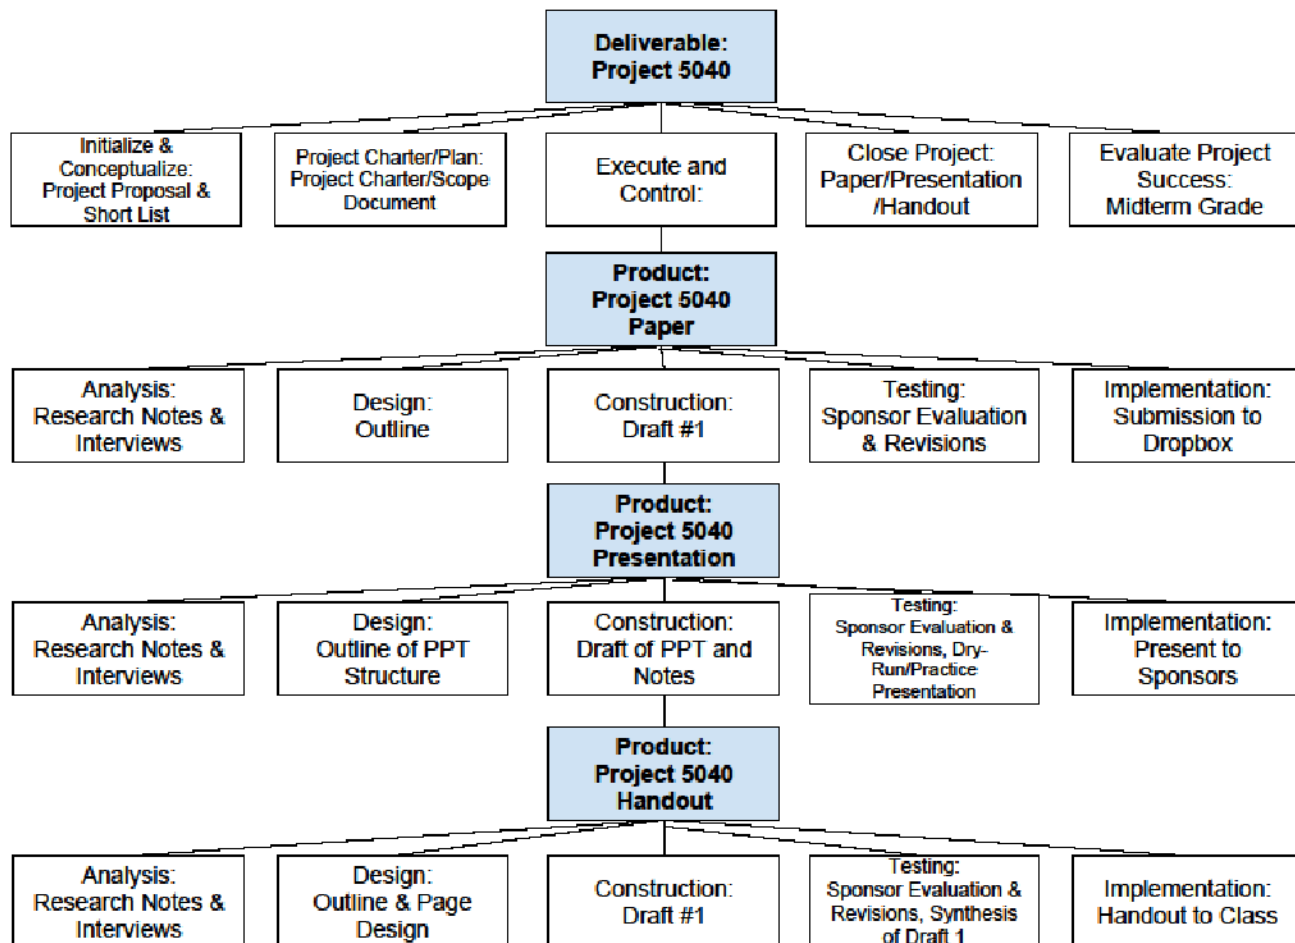 Deliverable:
Project 5040
Initialize &
Conceptualize:
Project Proposal &
Short List
Project Charter/Plan:
Project Charter/Scope
Document
Execute and
Control:
Close Project:
Paper/Presentation
/Handout
Evaluate Project
Success:
Midterm Grade
Product:
Project 5040
Paper
Analysis:
Research Notes &
Interviews
Design:
Outline
Construction:
Draft #1
Testing:
Sponsor Evaluation
& Revisions
Implementation:
Submission to
Dropbox
Product:
Project 5040
Presentation
Analysis:
Research Notes &
Interviews
Design:
Outline of PPT
Structure
Construction:
Draft of PPT and
Notes
Testing:
Sponsor Evaluation &
Revisions, Dry-
Run/Practice
Presentation
Implementation:
Present to
Sponsors
Product:
Project 5040
Handout
Analysis:
Research Notes &
Interviews
Design:
Outline & Page
Design
Construction:
Draft #1
Testing:
Sponsor Evaluation &
Revisions, Synthesis
of Draft 1
Implementation:
Handout to Class